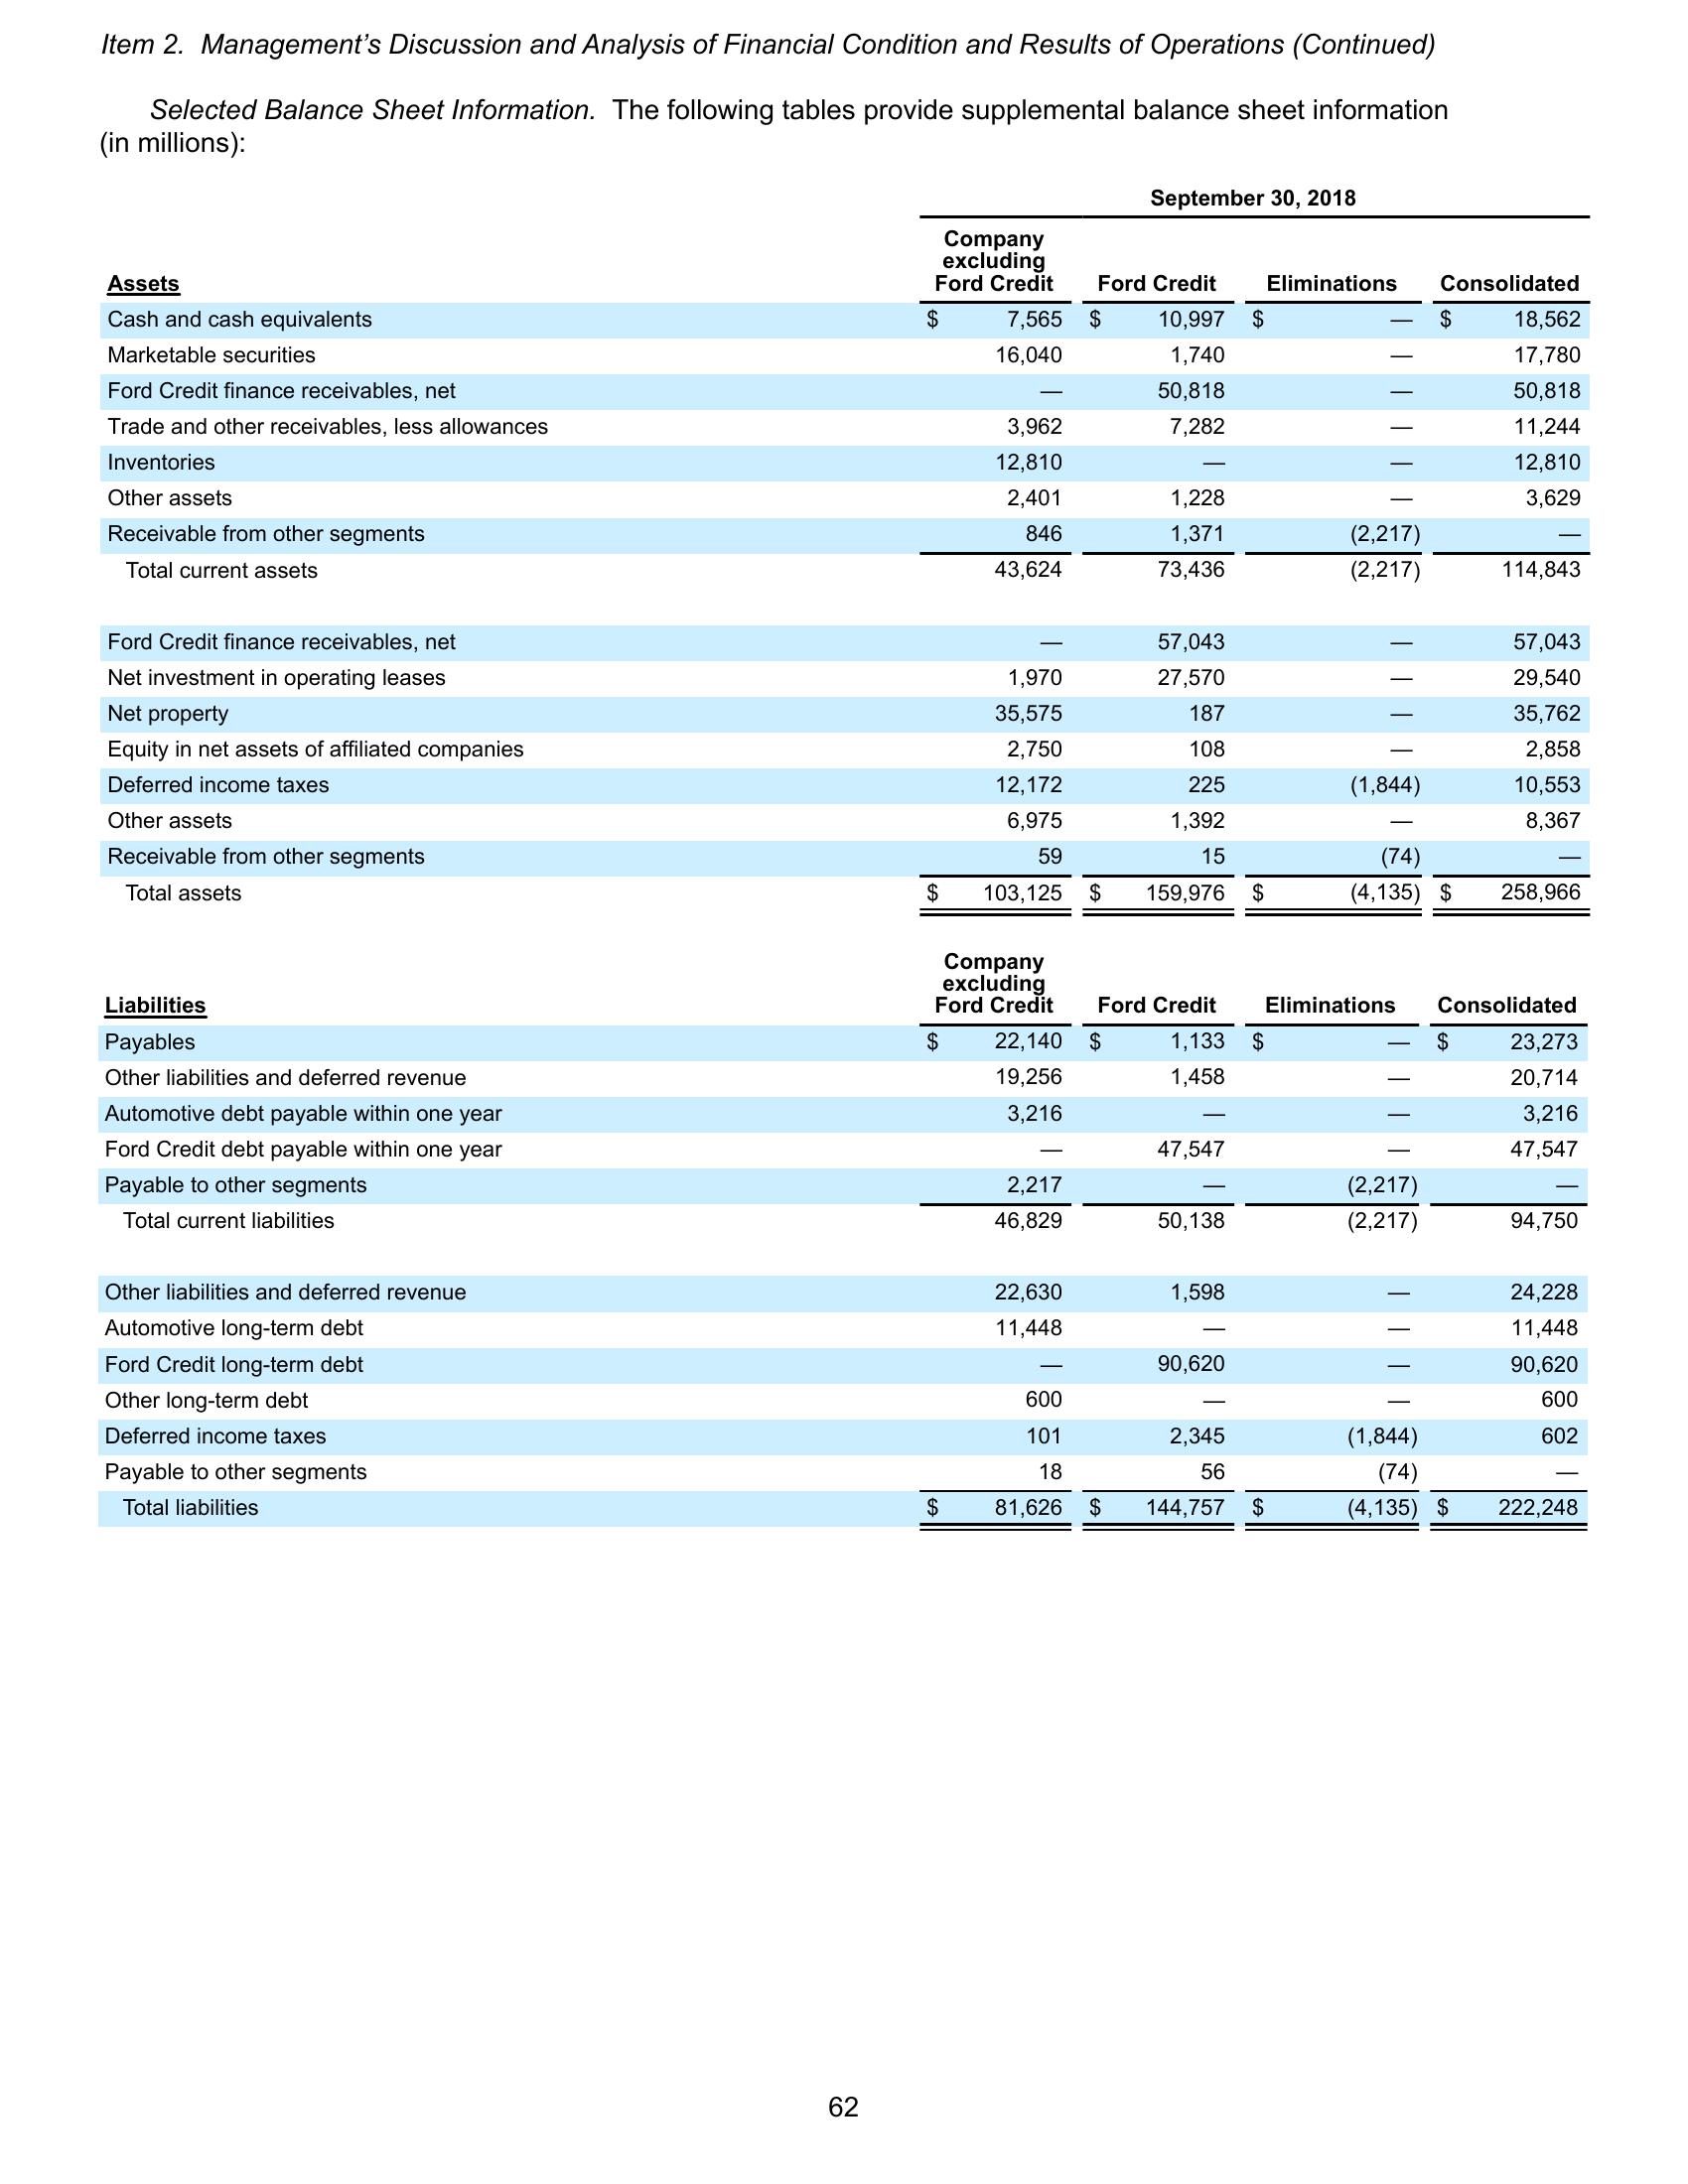 Item 2. Management’s Discussion and Analysis of Financial Condition and Results of Operations (Continued)
Selected Balance Sheet Information. The following tables provide supplemental balance sheet information
(in millions):
September 30, 2018
Assets Company excluding Ford Credit Ford Credit Eliminations Consolidated
Cash and cash equivalents $ 7,565 $ 10,997 $ — $ 18,562
Marketable securities 16,040 1,740 — 17,780
Ford Credit finance receivables, net — 50,818 — 50,818
Trade and other receivables, less allowances 3,962 7,282 — 11,244
Inventories 12,810 — — 12,810
Other assets 2,401 1,228 — 3,629
Receivable from other segments 846 1,371 (2,217) —
Total current assets 43,624 73,436 (2,217) 114,843
Ford Credit finance receivables, net — 57,043 — 57,043
Net investment in operating leases 1,970 27,570 — 29,540
Net property 35,575 187 — 35,762
Equity in net assets of affiliated companies 2,750 108 — 2,858
Deferred income taxes 12,172 225 (1,844) 10,553
Other assets 6,975 1,392 — 8,367
Receivable from other segments 59 15 (74) —
Total assets $ 103,125 $ 159,976 $ (4,135) $ 258,966
Liabilities Company excluding Ford Credit Ford Credit Eliminations Consolidated
Payables $ 22,140 $ 1,133 $ — $ 23,273
Other liabilities and deferred revenue 19,256 1,458 — 20,714
Automotive debt payable within one year 3,216 — — 3,216
Ford Credit debt payable within one year — 47,547 — 47,547
Payable to other segments 2,217 — (2,217) —
Total current liabilities 46,829 50,138 (2,217) 94,750
Other liabilities and deferred revenue 22,630 1,598 — 24,228
Automotive long-term debt 11,448 — — 11,448
Ford Credit long-term debt — 90,620 — 90,620
Other long-term debt 600 — — 600
Deferred income taxes 101 2,345 (1,844) 602
Payable to other segments 18 56 (74) —
Total liabilities $ 81,626 $ 144,757 $ (4,135) $ 222,248
62